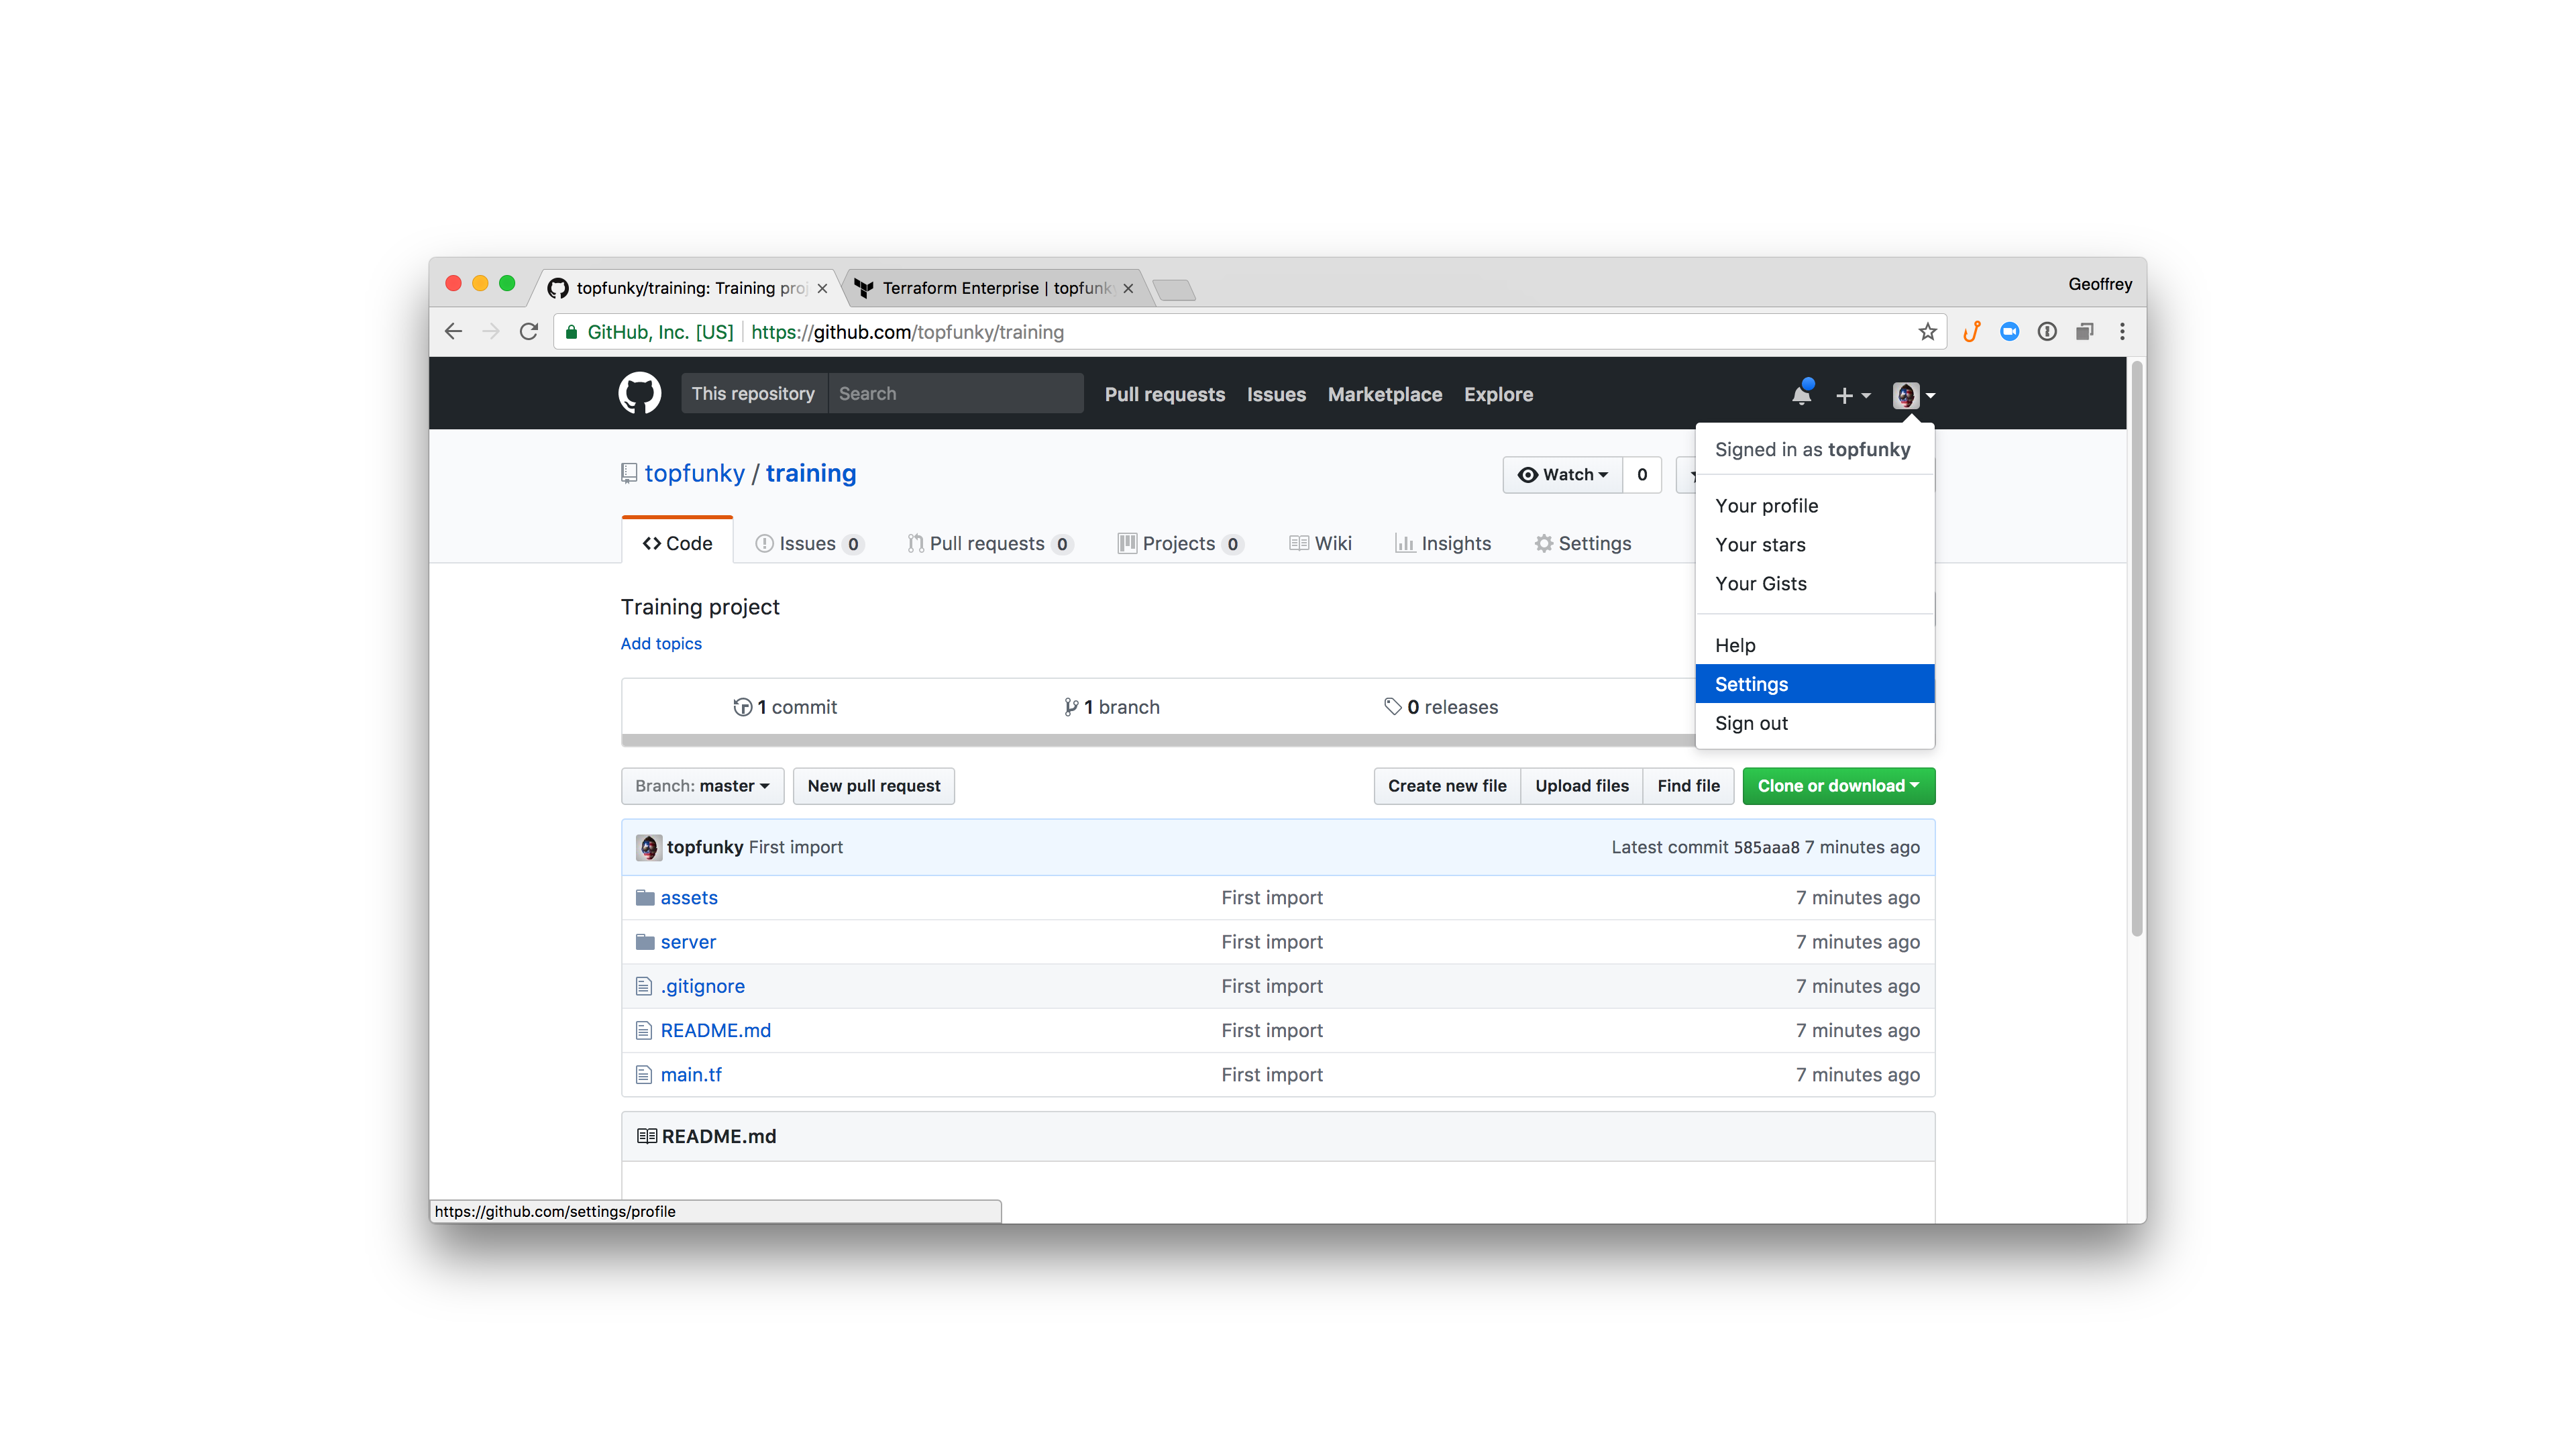 topfunky/training: Training proj
Terraform Enterprise | topfunk
Geoffrey
GitHub, Inc. [US] https://github.com/topfunky/training
This repository Search Pull requests Issues Marketplace Explore
Signed in as topfunky
topfunky / training
Watch 0
Your profile
Your stars
Your Gists
Help
Settings
Sign out
Code Issues 0 Pull requests 0 Projects 0 Wiki Insights Settings
Training project
Add topics
1 commit 1 branch 0 releases
Branch: master New pull request Create new file Upload files Find file Clone or download
topfunky First import Latest commit 585aaa8 7 minutes ago
assets First import 7 minutes ago
server First import 7 minutes ago
.gitignore First import 7 minutes ago
README.md First import 7 minutes ago
main.tf First import 7 minutes ago
README.md
https://github.com/settings/profile